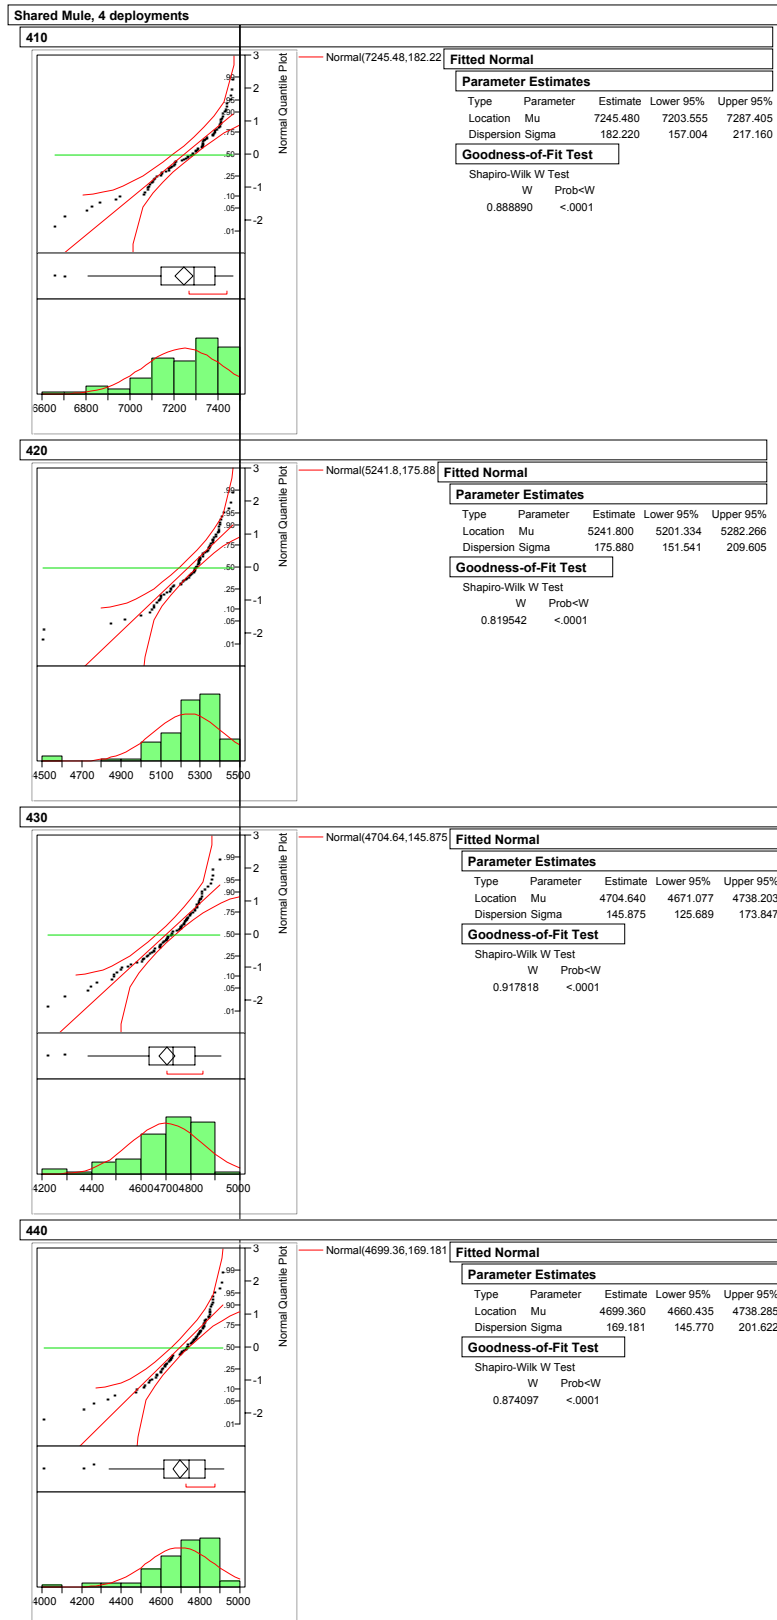 Shared Mule, 4 deployments
410
Normal(7245.48,182.22
Fitted Normal
Parameter Estimates
Type Parameter Estimate Lower 95% Upper 95%
Location Mu 7245.480 7203.555 7287.405
Dispersion Sigma 182.220 157.004 217.160
Goodness-of-Fit Test
Shapiro-Wilk W Test
W Prob<W
0.888890 <.0001
3
2
1
0
-1
-2
.99
.95
.90
.75
.50
.25
.10
.05
.01
Normal Quantile Plot
6600 6800 7000 7200 7400
420
Normal(5241.8,175.88
Fitted Normal
Parameter Estimates
Type Parameter Estimate Lower 95% Upper 95%
Location Mu 5241.800 5201.334 5282.266
Dispersion Sigma 175.880 151.541 209.605
Goodness-of-Fit Test
Shapiro-Wilk W Test
W Prob<W
0.819542 <.0001
3
2
1
0
-1
-2
.99
.95
.90
.75
.50
.25
.10
.05
.01
Normal Quantile Plot
4500 4700 4900 5100 5300 5500
430
Normal(4704.64,145.875
Fitted Normal
Parameter Estimates
Type Parameter Estimate Lower 95% Upper 95%
Location Mu 4704.640 4671.077 4738.203
Dispersion Sigma 145.875 125.689 173.847
Goodness-of-Fit Test
Shapiro-Wilk W Test
W Prob<W
0.917818 <.0001
3
2
1
0
-1
-2
.99
.95
.90
.75
.50
.25
.10
.05
.01
Normal Quantile Plot
4200 4400 4600 4700 4800 5000
440
Normal(4699.36,169.181
Fitted Normal
Parameter Estimates
Type Parameter Estimate Lower 95% Upper 95%
Location Mu 4699.360 4660.435 4738.285
Dispersion Sigma 169.181 145.770 201.622
Goodness-of-Fit Test
Shapiro-Wilk W Test
W Prob<W
0.874097 <.0001
3
2
1
0
-1
-2
.99
.95
.90
.75
.50
.25
.10
.05
.01
Normal Quantile Plot
4000 4200 4400 4600 4800 5000